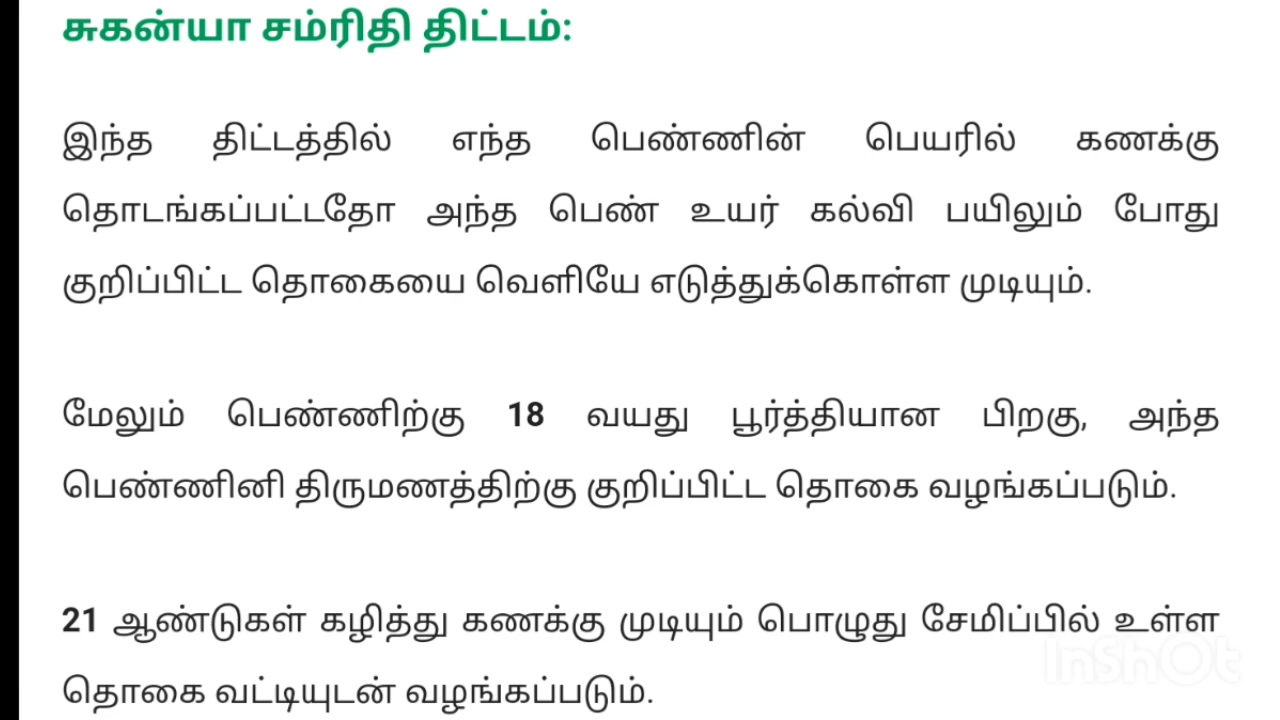 சுகன்யா சம்ரிதி திட்டம்:
இந்த திட்டத்தில் எந்த பெண்ணின் பெயரில் கணக்கு
தொடங்கப்பட்டதோ அந்த பெண் உயர் கல்வி பயிலும் போது
குறிப்பிட்ட தொகையை வெளியே எடுத்துக்கொள்ள முடியும்.
மேலும் பெண்ணிற்கு 18 வயது பூர்த்தியான பிறகு, அந்த
பெண்ணினி திருமணத்திற்கு குறிப்பிட்ட தொகை வழங்கப்படும்.
21 ஆண்டுகள் கழித்து கணக்கு முடியும் பொழுது சேமிப்பில் உள்ள
தொகை வட்டியுடன் வழங்கப்படும்.
InShOt